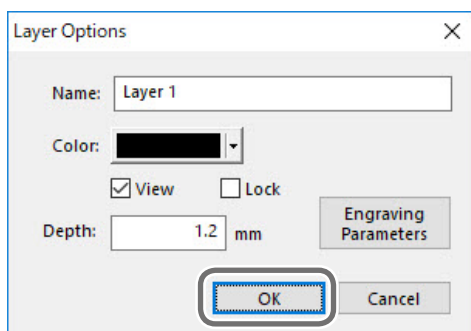 Layer Options
Name: Layer 1
Color:
View Lock
Depth: 1.2 mm
Engraving
Parameters
OK Cancel